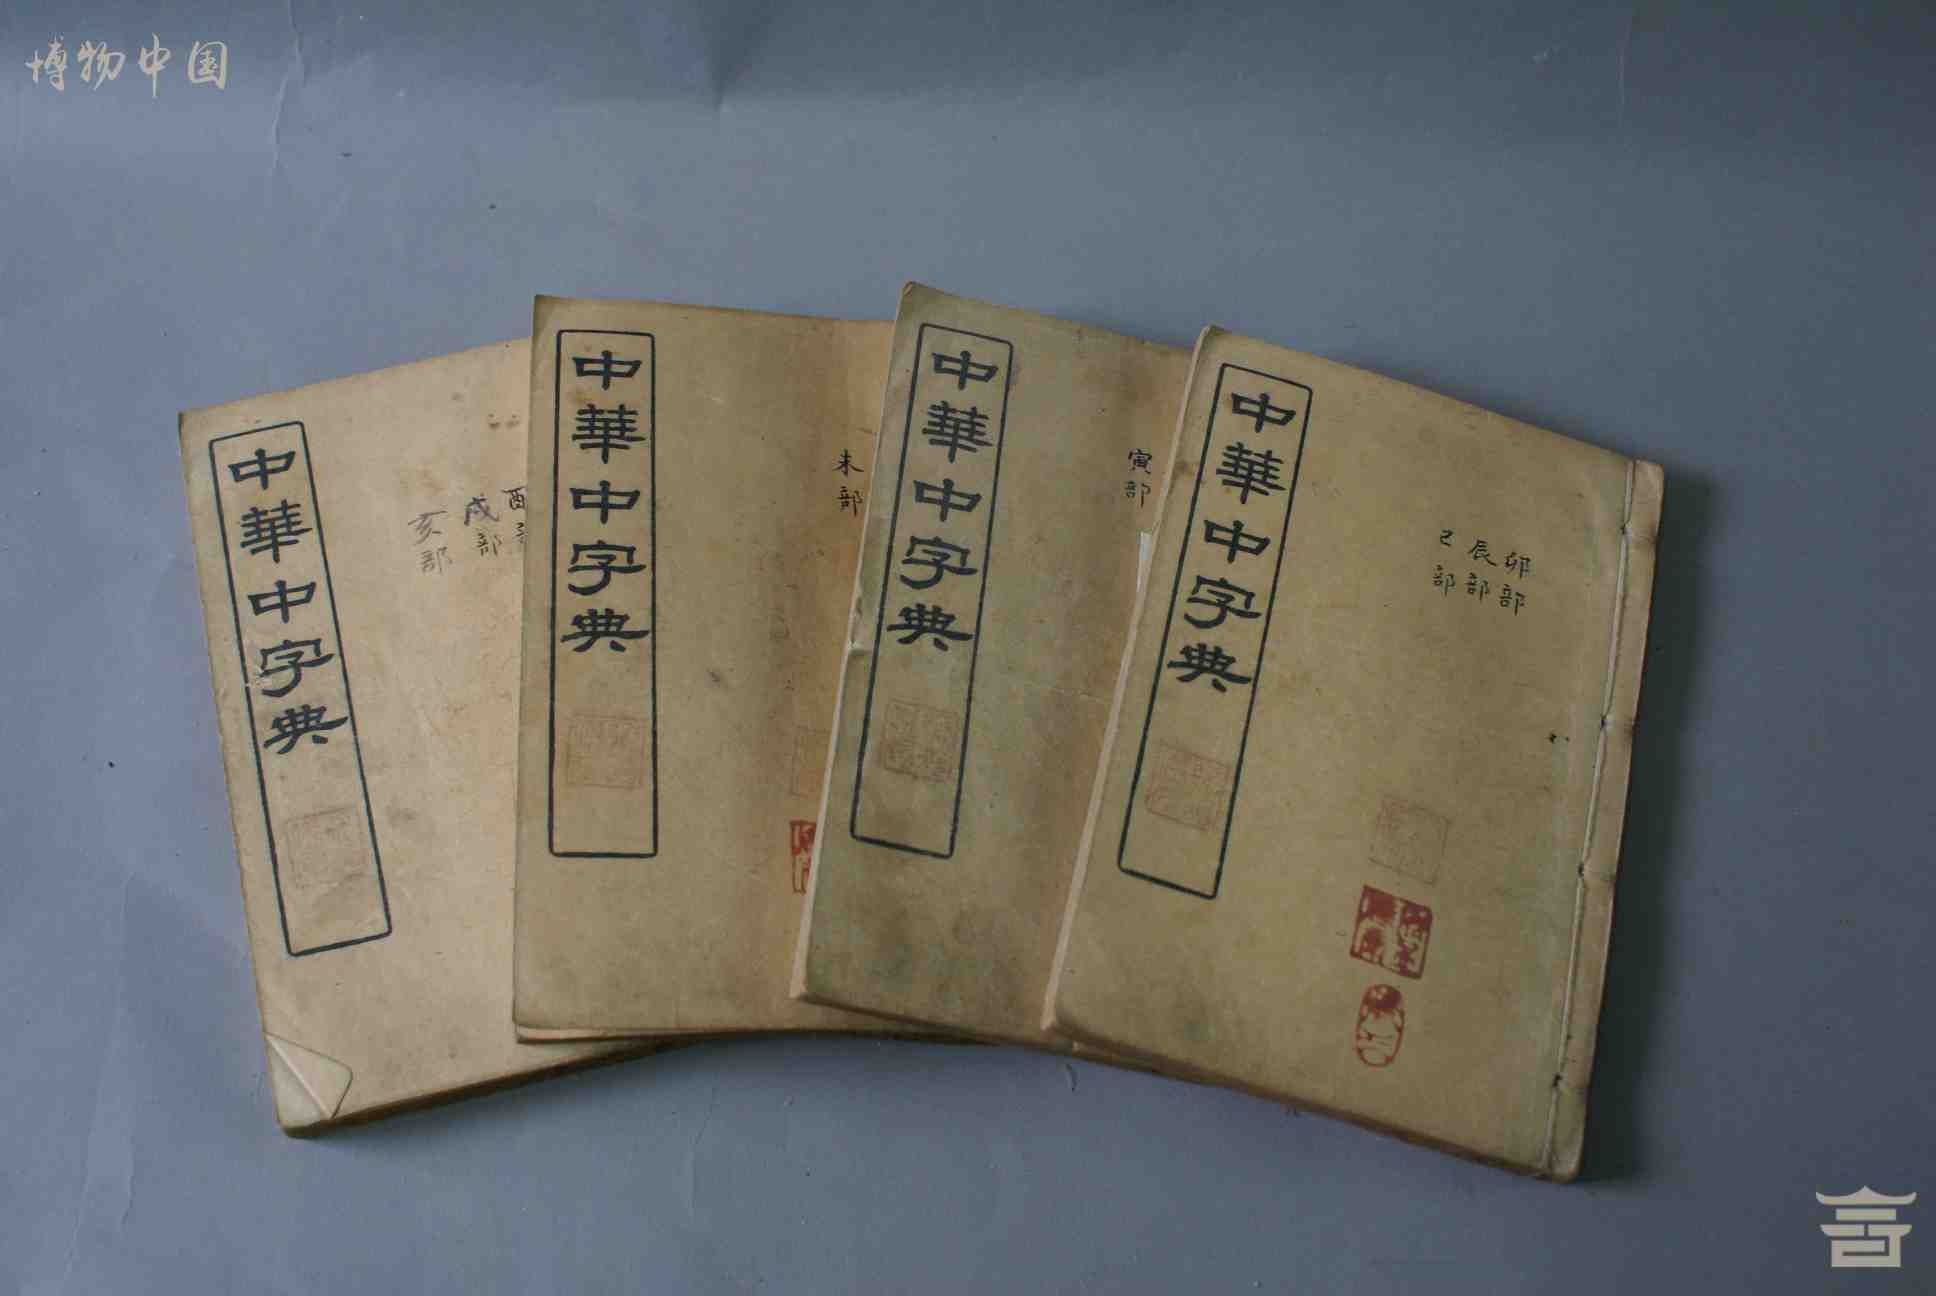 博物中国
中華中字典
亥部
戌部
酉部
中華中字典
未部
中華中字典
寅部
中華中字典
卯部
辰部
巳部